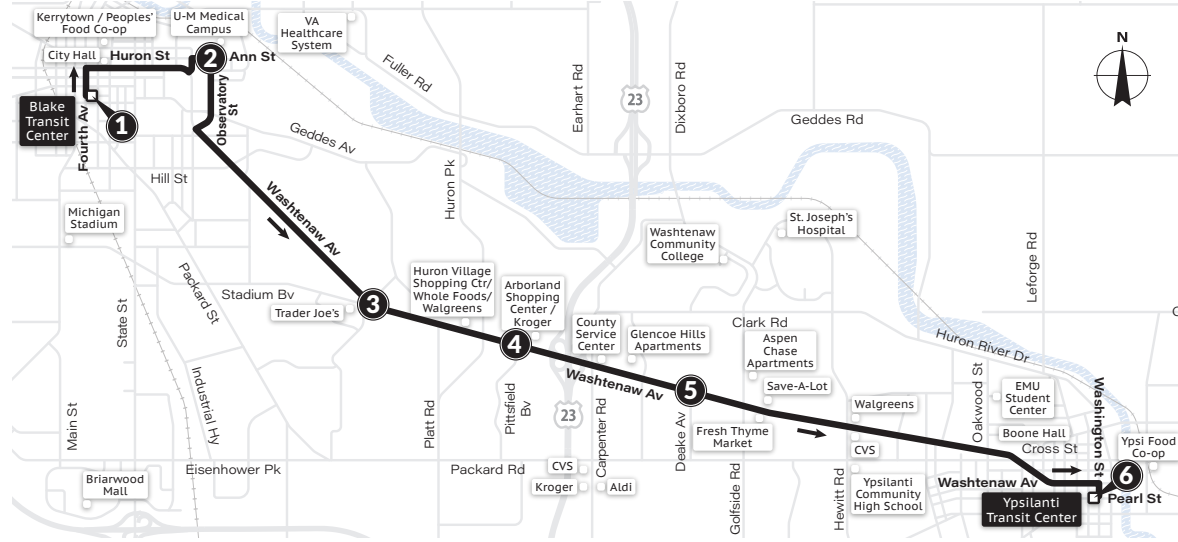 Kerrytown / Peoples'
Food Co-op
U-M Medical
Campus
VA
Healthcare
System
N
City Hall
Huron St
2
Ann St
Fuller Rd
Earhart Rd
23
Dixboro Rd
Blake
Transit
Center
1
Fourth Av
Observatory
St
Geddes Av
Geddes Rd
Hill St
Huron Pk
Washtenaw Av
Michigan
Stadium
St. Joseph's
Hospital
Washtenaw
Community
College
Leforge Rd
Packard St
Stadium Bv
Trader Joe's
3
Huron Village
Shopping Ctr/
Whole Foods/
Walgreens
Arborland
Shopping
Center /
Kroger
State St
4
County
Service
Center
Glencoe Hills
Apartments
Clark Rd
Aspen
Chase
Apartments
G
Huron River Dr
Washtenaw Av
5
Save-A-Lot
Walgreens
Oakwood St
EMU
Student
Center
Washington St
Industrial Hy
Main St
Platt Rd
Pittsfield
Bv
23
Carpenter Rd
Deake Av
Fresh Thyme
Market
CVS
Boone Hall
Cross St
Ypsi Food
Co-op
Eisenhower Pk
Packard Rd
CVS
Kroger
Aldi
Golfside Rd
Hewitt Rd
Ypsilanti
Community
High School
Washtenaw Av
6
Pearl St
Briarwood
Mall
Ypsilanti
Transit Center